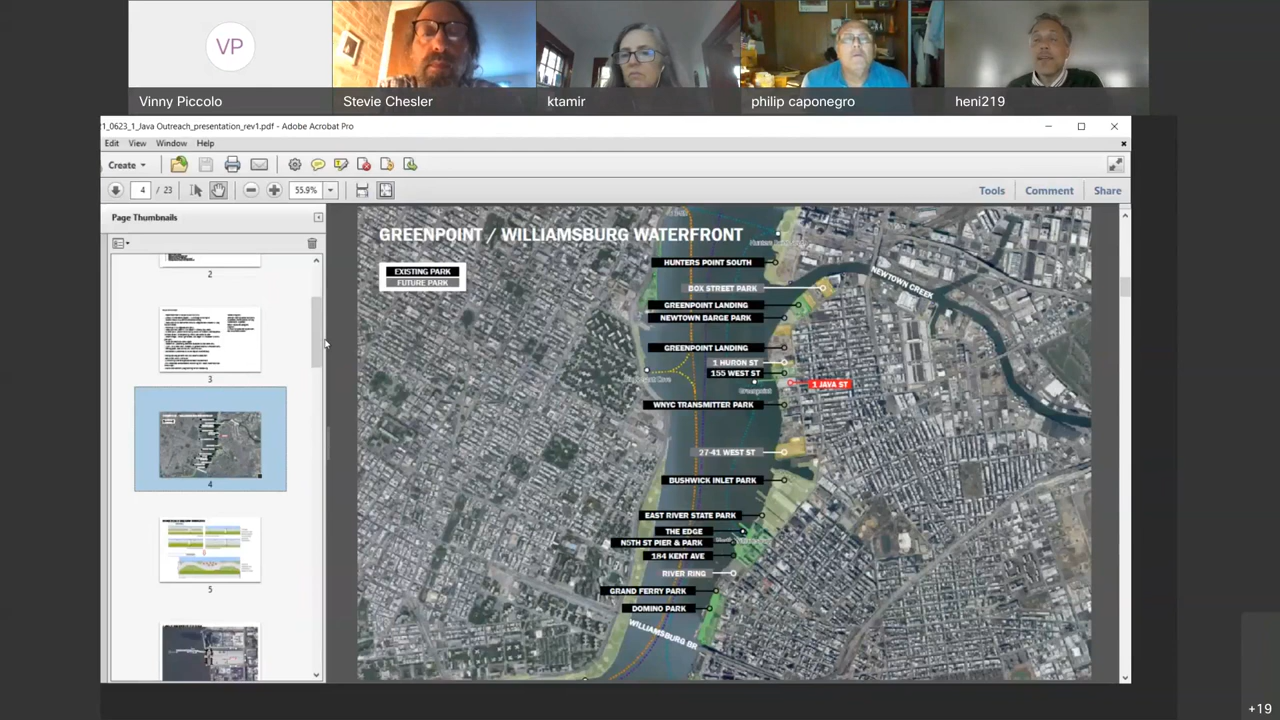 VP
Vinny Piccolo
Stevie Chesler
ktamir
philip caponegro
heni219
1_0623_1_Java Outreach_presentation_rev1.pdf - Adobe Acrobat Pro
Edit View Window Help
Create
4 / 23
55.9%
Tools Comment Share
Page Thumbnails
2
3
4
5
GREENPOINT / WILLIAMSBURG WATERFRONT
EXISTING PARK
FUTURE PARK
HUNTERS POINT SOUTH
NEWTOWN CREEK
BOX STREET PARK
GREENPOINT LANDING
NEWTOWN BARGE PARK
GREENPOINT LANDING
1 HURON ST
155 WEST ST
1 JAVA ST
WNYC TRANSMITTER PARK
27-41 WEST ST
BUSHWICK INLET PARK
EAST RIVER STATE PARK
THE EDGE
N5TH ST PIER & PARK
184 KENT AVE
RIVER RING
GRAND FERRY PARK
DOMINO PARK
WILLIAMSBURG BR
+19